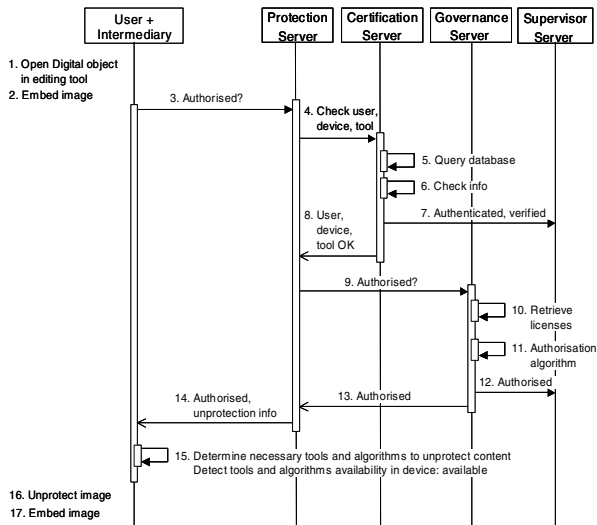 User +
Intermediary
Protection
Server
Certification
Server
Governance
Server
Supervisor
Server
1. Open Digital object
in editing tool
2. Embed image
3. Authorised?
4. Check user,
device, tool
5. Query database
6. Check info
7. Authenticated, verified
8. User,
device,
tool OK
9. Authorised?
10. Retrieve
licenses
11. Authorisation
algorithm
12. Authorised
13. Authorised
14. Authorised,
unprotection info
15. Determine necessary tools and algorithms to unprotect content
Detect tools and algorithms availability in device: available
16. Unprotect image
17. Embed image